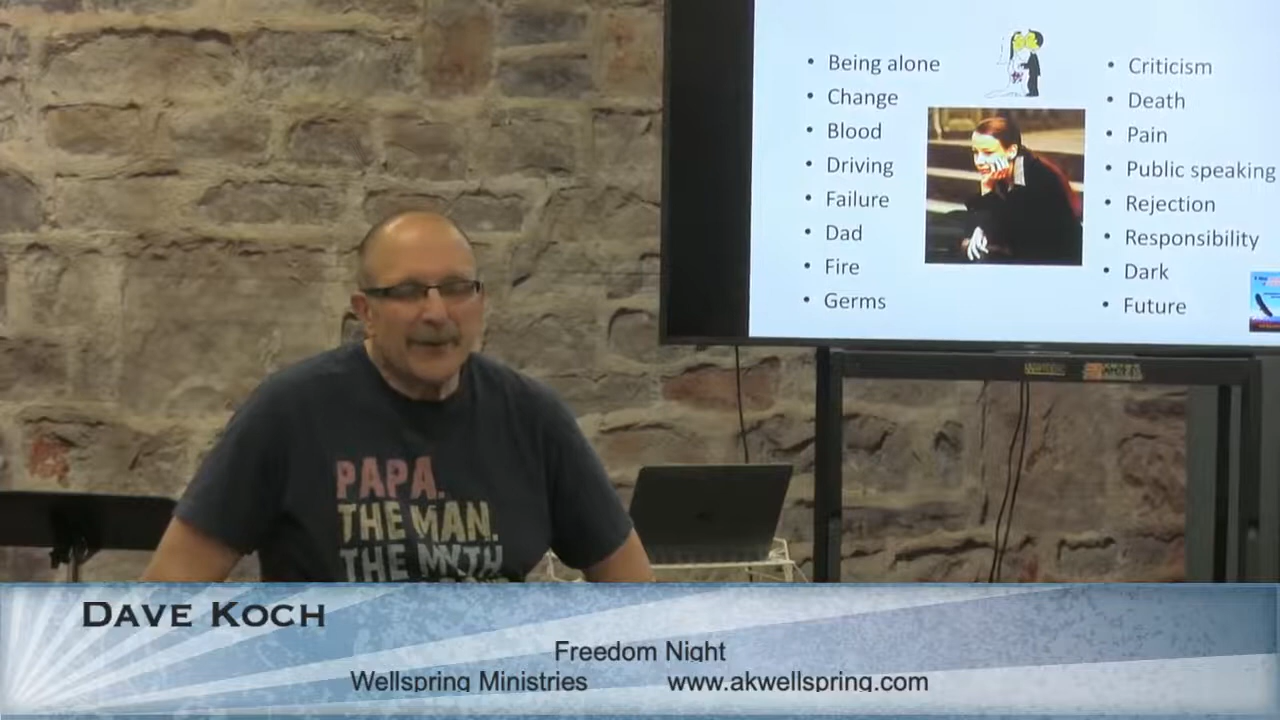 Being alone
Change
Blood
Driving
Failure
Dad
Fire
Germs
Criticism
Death
Pain
Public speaking
Rejection
Responsibility
Dark
Future
PAPA.
THE MAN.
THE MYTH
DAVE KOCH
Freedom Night
Wellspring Ministries www.akwellspring.com